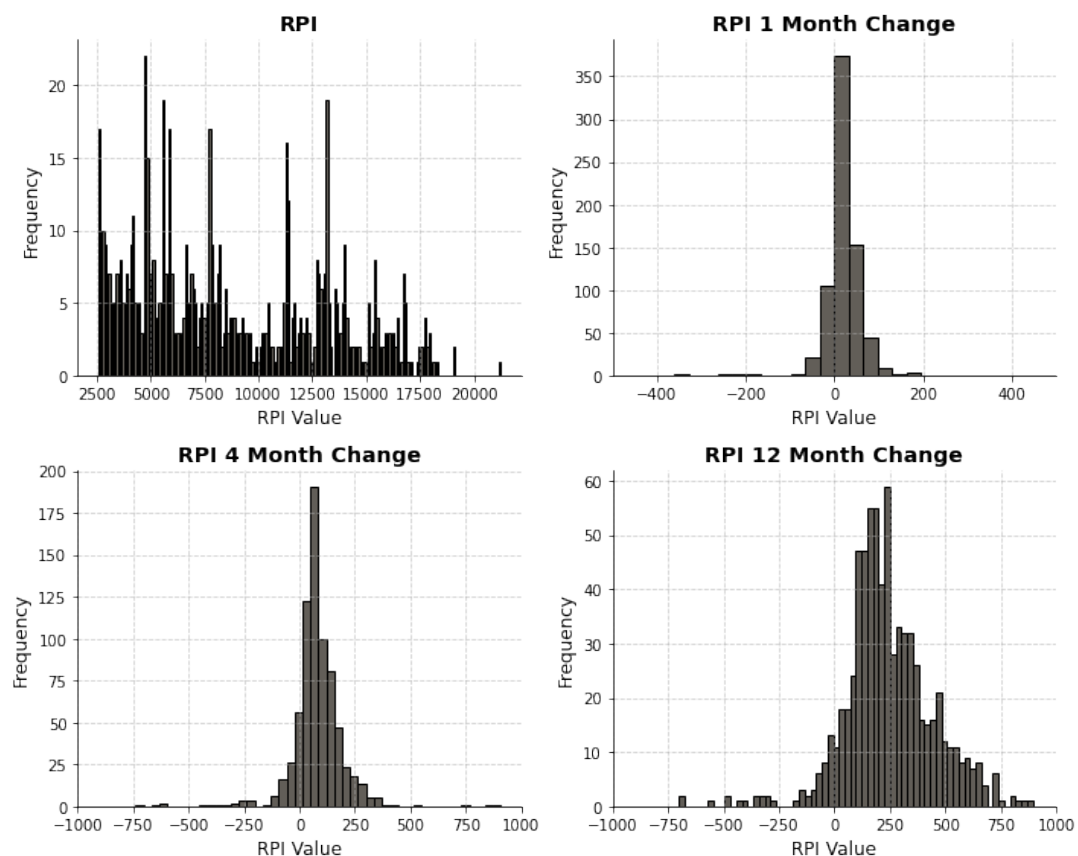 RPI
Frequency
20
15
10
5
0
2500 5000 7500 10000 12500 15000 17500 20000
RPI Value
RPI 1 Month Change
Frequency
350
300
250
200
150
100
50
0
−400 −200 0 200 400
RPI Value
RPI 4 Month Change
Frequency
200
175
150
125
100
75
50
25
0
−1000 −750 −500 −250 0 250 500 750 1000
RPI Value
RPI 12 Month Change
Frequency
60
50
40
30
20
10
0
−1000 −750 −500 −250 0 250 500 750 1000
RPI Value